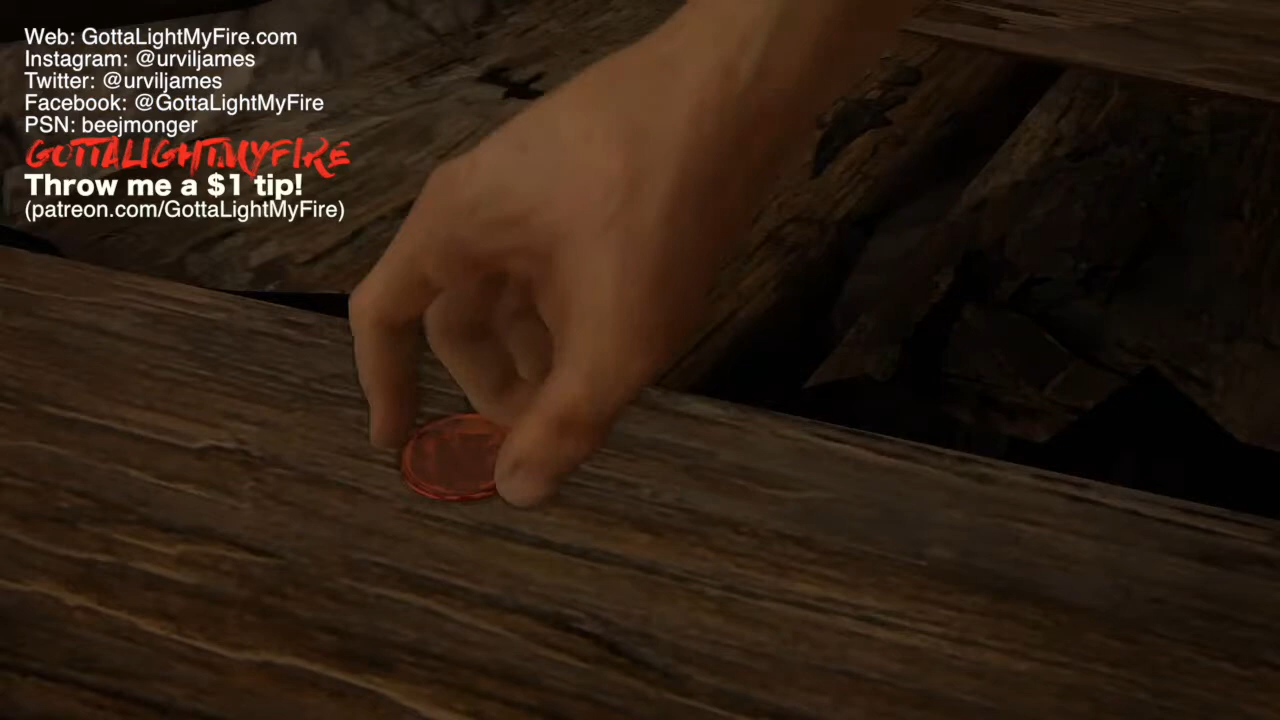 Web: GottaLightMyFire.com
Instagram: @urviljames
Twitter: @urviljames
Facebook: @GottaLightMyFire
PSN: beejmonger
GOTTALIGHTMYFIRE
Throw me a $1 tip!
(patreon.com/GottaLightMyFire)